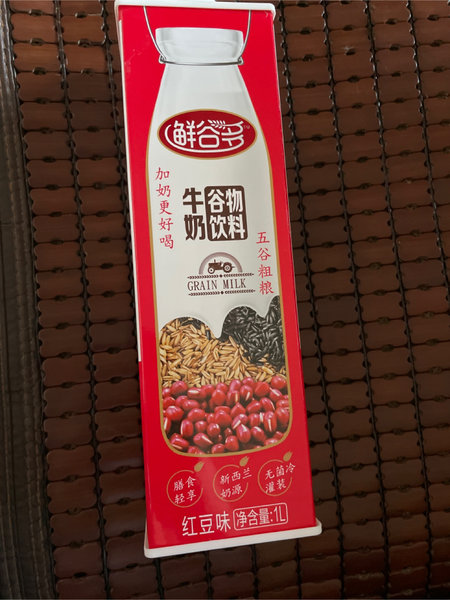 鲜谷多
TM
加奶更好喝
牛奶
谷物饮料
五谷粗粮
GRAIN MILK
膳食
轻享
新西兰
奶源
无菌冷
灌装
红豆味
净含量:1L